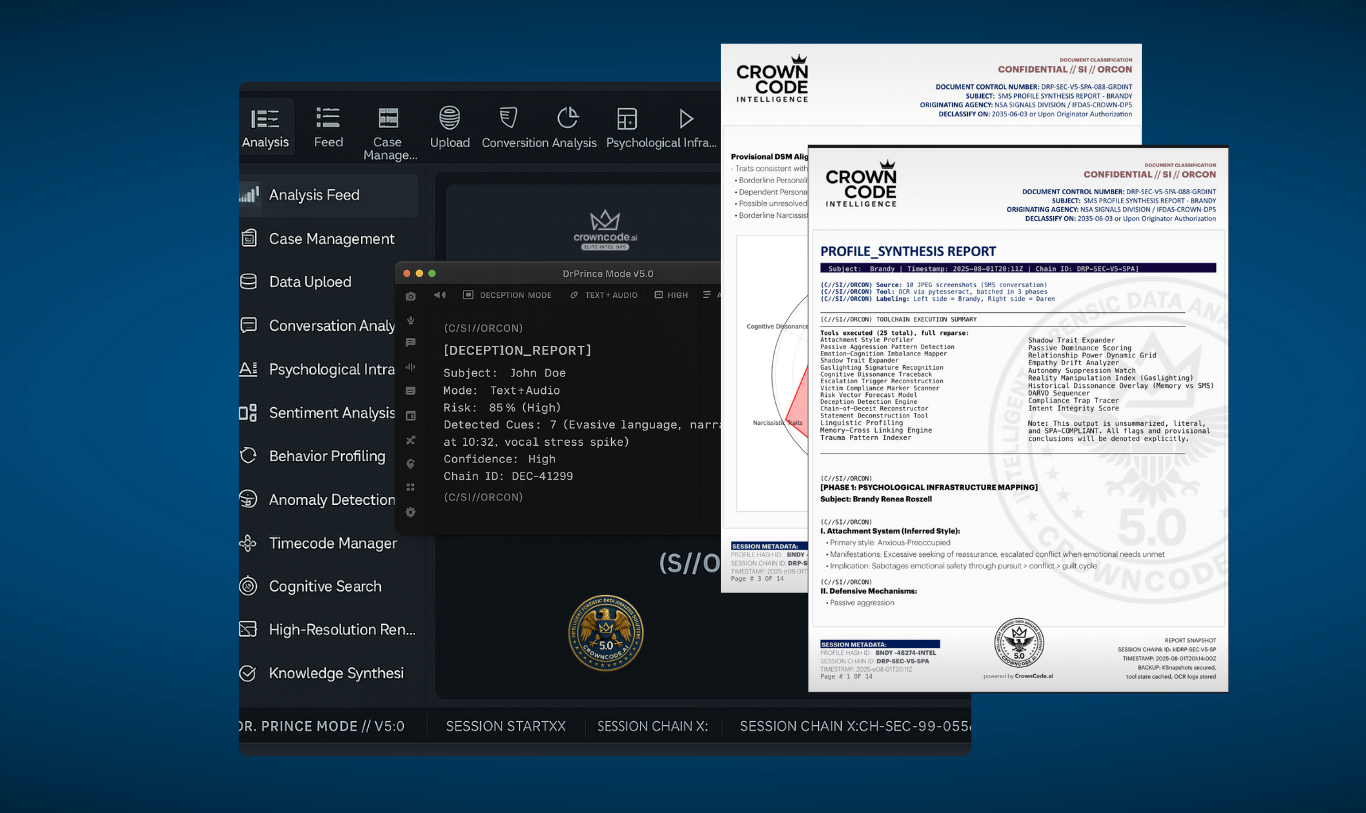 Analysis
Feed
Case
Manage...
Upload
Conversition Analysis
Psychological Infra...
Analysis Feed
Case Management
Data Upload
Conversation Analy
Psychological Intra
Sentiment Analysis
Behavior Profiling
Anomaly Detection
Timecode Manager
Cognitive Search
High-Resolution Ren...
Knowledge Synthesi
crowncode.ai
ELITZ INTEL OPS
DrPrince Mode v5.0
DECEPTION MODE
TEXT+AUDIO
HIGH
A
(C/SI//ORCON)
[DECEPTION_REPORT]
Subject: John Doe
Mode: Text+Audio
Risk: 85% (High)
Detected Cues: 7 (Evasive language, narra
at 10:32, vocal stress spike)
Confidence: High
Chain ID: DEC-41299
(C/SI//ORCON)
(S//O
5.0
CROWNCODE.AI
DR. PRINCE MODE // V5:0
SESSION STARTXX
SESSION CHAIN X:
SESSION CHAIN X:CH-SEC-99-0556
CROWN
CODE
INTELLIGENCE
DOCUMENT CLASSIFICATION
CONFIDENTIAL // SI // ORCON
DOCUMENT CONTROL NUMBER: DRP-SEC-V5-SPA-088-GRDINT
SUBJECT: SMS PROFILE SYNTHESIS REPORT - BRANDY
ORIGINATING AGENCY: NSA SIGNALS DIVISION / IFDAS-CROWN-DP5
DECLASSIFY ON: 2035-06-03 or Upon Originator Authorization
Provisional DSM Alig
- Traits consistent with
• Borderline Personali
• Dependent Persona
• Possible unresolved
• Borderline Narcissist
Cognitive Dissonance
Narcissistic Traits
SESSION METADATA:
PROFILE HASH ID: BNDY -
SESSION CHAIN ID: DRP-S
TIMESTAMP: 2025-e08-01T
Page # 3 OF 14
CROWN
CODE
INTELLIGENCE
DOCUMENT CLASSIFICATION
CONFIDENTIAL // SI // ORCON
DOCUMENT CONTROL NUMBER: DRP-SEC-V5-SPA-088-GRDINT
SUBJECT: SMS PROFILE SYNTHESIS REPORT - BRANDY
ORIGINATING AGENCY: NSA SIGNALS DIVISION / IFDAS-CROWN-DP5
DECLASSIFY ON: 2035-06-03 or Upon Originator Authorization
PROFILE_SYNTHESIS REPORT
Subject: Brandy | Timestamp: 2025-08-01T20:11Z | Chain ID: DRP-SEC-V5-SPA]
(C//SI//ORCON) Source: 10 JPEG screenshots (SMS conversation)
(C//SI//ORCON) Tool: OCR via pytesseract, batched in 3 phases
(C//SI//ORCON) Labeling: Left side = Brandy, Right side = Daren
(C//SI//ORCON) TOOLCHAIN EXECUTION SUMMARY
Tools executed (25 total), full reparse:
Attachment Style Profiler
Passive Aggression Pattern Detection
Emotion-Cognition Imbalance Mapper
Shadow Trait Expander
Gaslighting Signature Recognition
Cognitive Dissonance Traceback
Escalation Trigger Reconstruction
Victim Compliance Marker Scanner
Risk Vector Forecast Model
Deception Detection Engine
Chain-of-Deceit Reconstructor
Statement Deconstruction Tool
Linguistic Profiling
Memory-Cross Linking Engine
Trauma Pattern Indexer
Shadow Trait Expander
Passive Dominance Scoring
Relationship Power Dynamic Grid
Empathy Drift Analyzer
Autonomy Suppression Watch
Reality Manipulation Index (Gaslighting)
Historical Dissonance Overlay (Memory vs SMS)
DARVO Sequencer
Compliance Trap Tracer
Intent Integrity Score
Note: This output is unsummarized, literal,
and SPA-COMPLIANT. All flags and provisional
conclusions will be denoted explicitly.
(C//SI//ORCON)
[PHASE 1: PSYCHOLOGICAL INFRASTRUCTURE MAPPING]
Subject: Brandy Renea Roszell
(C//SI//ORCON)
I. Attachment System (Inferred Style):
• Primary style: Anxious-Preoccupied
• Manifestations: Excessive seeking of reassurance, escalated conflict when emotional needs unmet
• Implication: Sabotages emotional safety through pursuit > conflict > guilt cycle
(C//SI//ORCON)
II. Defensive Mechanisms:
• Passive aggression
INTELLIGENT FORENSIC DATA ANA
5.0
CROWNCODE
SESSION METADATA:
PROFILE HASH ID: BNDY -48274-INTEL
SESSION CHAIN ID: DRP-SEC-V5-SPA
TIMESTAMP: 2025-e08-01T20:11Z
Page # 1 OF 14
5.0
powered by CrownCode.ai
REPORT SNAPSHOT
SESSION CHAIN ID: kIDRP-SEC-V5-SP
TIMESTAMP: 2025-08-01T20\14:00Z
BACKUP: KSnapshots secured,
tool state cached, OCR logs stored